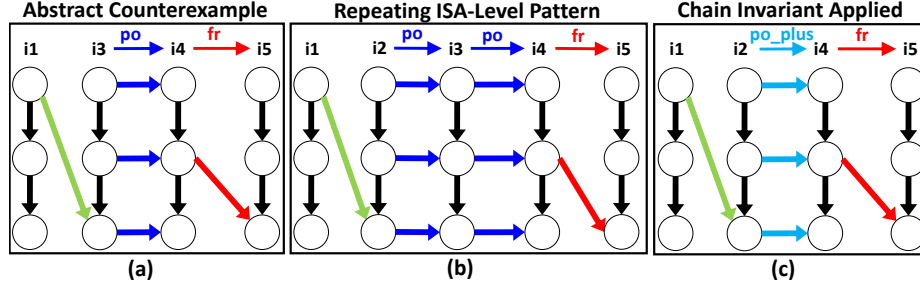 Abstract Counterexample
po fr
i1 i3 i4 i5
(a)
Repeating ISA-Level Pattern
po po fr
i1 i2 i3 i4 i5
(b)
Chain Invariant Applied
po_plus fr
i1 i2 i4 i5
(c)